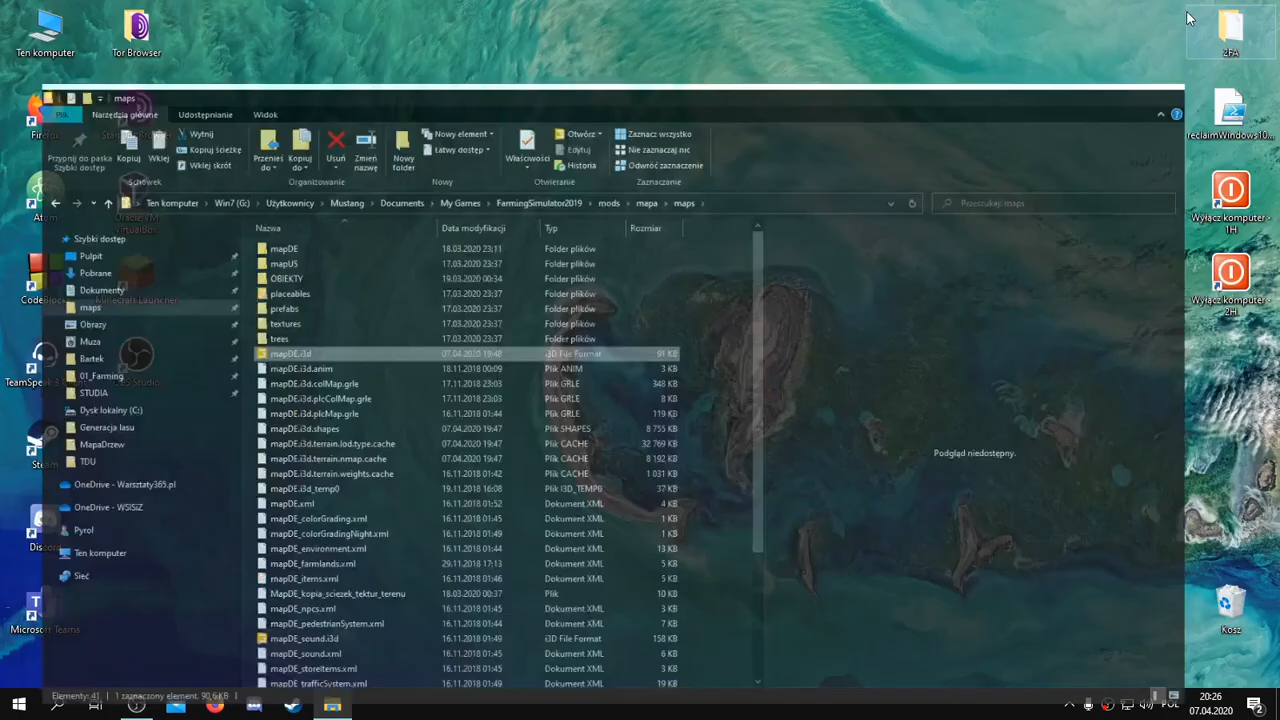 Ten komputer
Tor Browser
2FA
maps
Plik
Narzędzia główne
Udostępnianie
Widok
Przypnij do paska Szybki dostęp
Kopiuj
Wklej
Wytnij
Kopiuj ścieżkę
Wklej skrót
Schowek
Przenieś do
Kopiuj do
Usuń
Zmień nazwę
Organizowanie
Nowy folder
Nowy element
Łatwy dostęp
Nowy
Właściwości
Otwórz
Edytuj
Historia
Otwieranie
Zaznacz wszystko
Nie zaznaczaj nic
Odwróć zaznaczenie
Zaznaczanie
reclaimWindows10...
Ten komputer > Win7 (G:) > Użytkownicy > Mustang > Documents > My Games > FarmingSimulator2019 > mods > mapa > maps >
Przeszukaj: maps
Wyłącz komputer - 1H
Wyłącz komputer - 2H
Firefox
Oracle VM VirtualBox
Minecraft Launcher
OBS Studio
Steam
Microsoft Teams
Kosz
Szybki dostęp
Pulpit
Pobrane
Dokumenty
maps
Obrazy
Muza
Bartek
01_Farming
STUDIA
Dysk lokalny (C:)
Generacja lasu
MapaDrzew
TDU
OneDrive - Warsztaty365.pl
OneDrive - WSISIZ
Pyrol
Ten komputer
Sieć
Nazwa Data modyfikacji Typ Rozmiar
mapDE 18.03.2020 23:11 Folder plików
mapUS 17.03.2020 23:37 Folder plików
OBIEKTY 19.03.2020 00:34 Folder plików
placeables 17.03.2020 23:37 Folder plików
prefabs 17.03.2020 23:37 Folder plików
textures 17.03.2020 23:37 Folder plików
trees 17.03.2020 23:37 Folder plików
mapDE.i3d 07.04.2020 19:48 i3D File Format 91 KB
mapDE.i3d.anim 18.11.2018 00:09 Plik ANIM 3 KB
mapDE.i3d.colMap.grle 17.11.2018 23:03 Plik GRLE 348 KB
mapDE.i3d.plcColMap.grle 17.11.2018 23:03 Plik GRLE 8 KB
mapDE.i3d.plcMap.grle 16.11.2018 01:44 Plik GRLE 119 KB
mapDE.i3d.shapes 07.04.2020 19:47 Plik SHAPES 8 755 KB
mapDE.i3d.terrain.lod.type.cache 07.04.2020 19:47 Plik CACHE 32 769 KB
mapDE.i3d.terrain.nmap.cache 07.04.2020 19:47 Plik CACHE 8 192 KB
mapDE.i3d.terrain.weights.cache 16.11.2018 01:42 Plik CACHE 1 031 KB
mapDE.i3d_temp0 19.11.2018 16:08 Plik I3D_TEMP0 37 KB
mapDE.xml 16.11.2018 01:52 Dokument XML 4 KB
mapDE_colorGrading.xml 16.11.2018 01:45 Dokument XML 1 KB
mapDE_colorGradingNight.xml 16.11.2018 01:49 Dokument XML 1 KB
mapDE_environment.xml 16.11.2018 01:44 Dokument XML 13 KB
mapDE_farmlands.xml 29.11.2018 17:13 Dokument XML 5 KB
mapDE_items.xml 16.11.2018 01:46 Dokument XML 5 KB
MapDE_kopia_sciezek_tektur_terenu 18.03.2020 00:37 Plik 10 KB
mapDE_npcs.xml 16.11.2018 01:45 Dokument XML 3 KB
mapDE_pedestrianSystem.xml 16.11.2018 01:44 Dokument XML 7 KB
mapDE_sound.i3d 16.11.2018 01:49 i3D File Format 158 KB
mapDE_sound.xml 16.11.2018 01:45 Dokument XML 6 KB
mapDE_storeItems.xml 16.11.2018 01:45 Dokument XML 3 KB
mapDE_trafficSystem.xml 16.11.2018 01:45 Dokument XML 19 KB
Podgląd niedostępny.
Elementy: 41 1 zaznaczony element. 90,6 KB
POL
20:26
07.04.2020
2